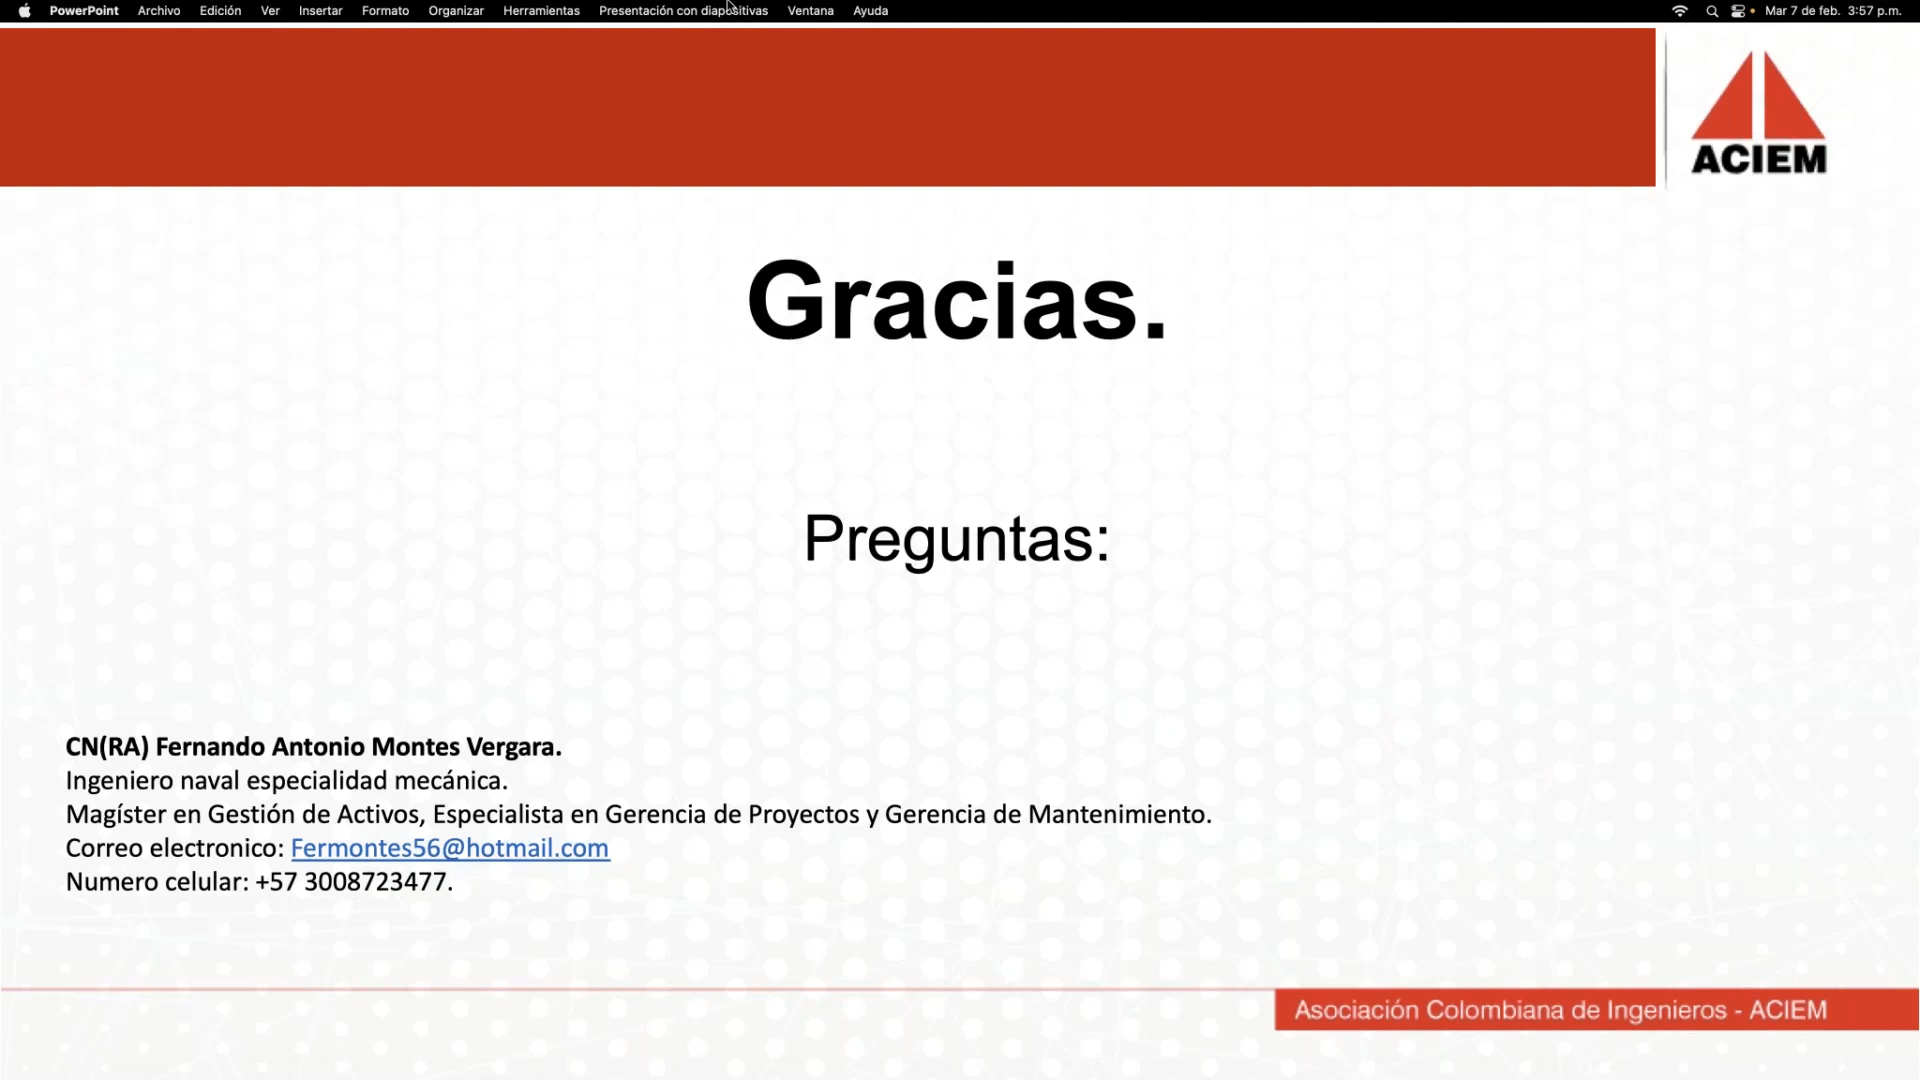 PowerPoint Archivo Edición Ver Insertar Formato Organizar Herramientas Presentación con diapositivas Ventana Ayuda Mar 7 de feb. 3:57 p.m.
ACIEM
Gracias.
Preguntas:
CN(RA) Fernando Antonio Montes Vergara.
Ingeniero naval especialidad mecánica.
Magíster en Gestión de Activos, Especialista en Gerencia de Proyectos y Gerencia de Mantenimiento.
Correo electronico: Fermontes56@hotmail.com
Numero celular: +57 3008723477.
Asociación Colombiana de Ingenieros - ACIEM